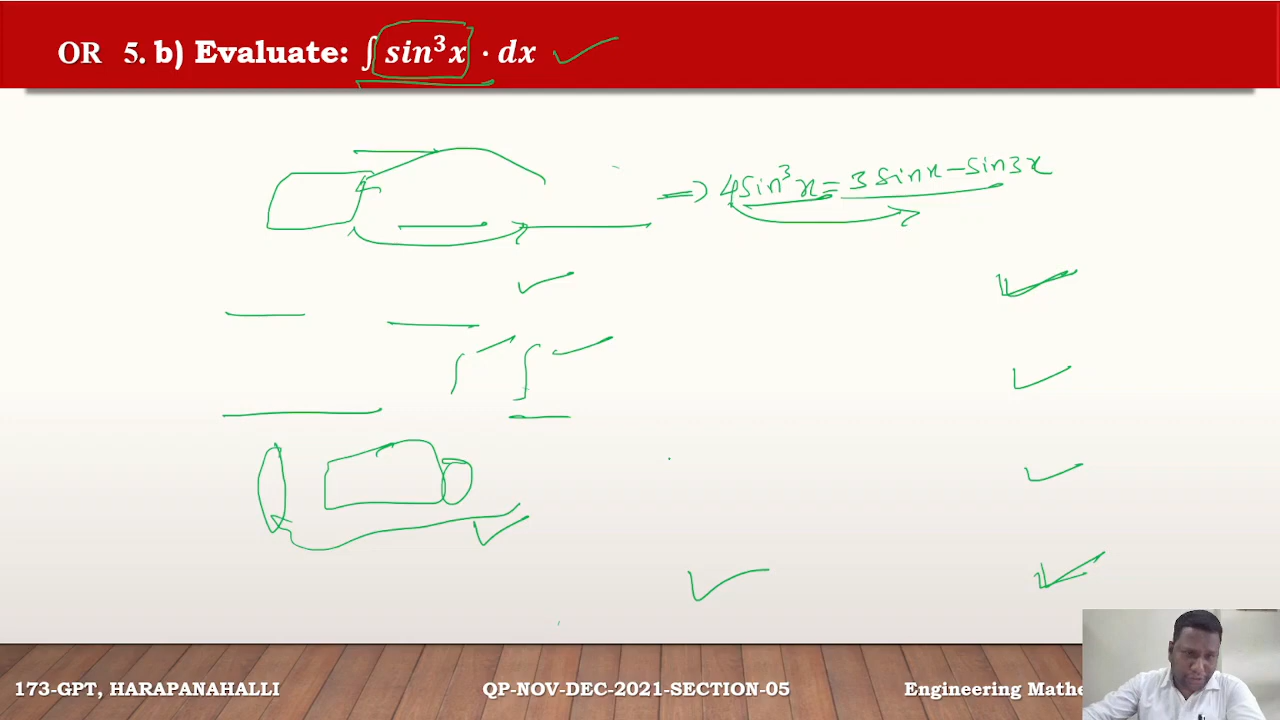 OR 5. b) Evaluate: ∫ sin³x · dx
=> 4sin³x = 3 sinx - sin3x
173-GPT, HARAPANAHALLI QP-NOV-DEC-2021-SECTION-05 Engineering Mathe